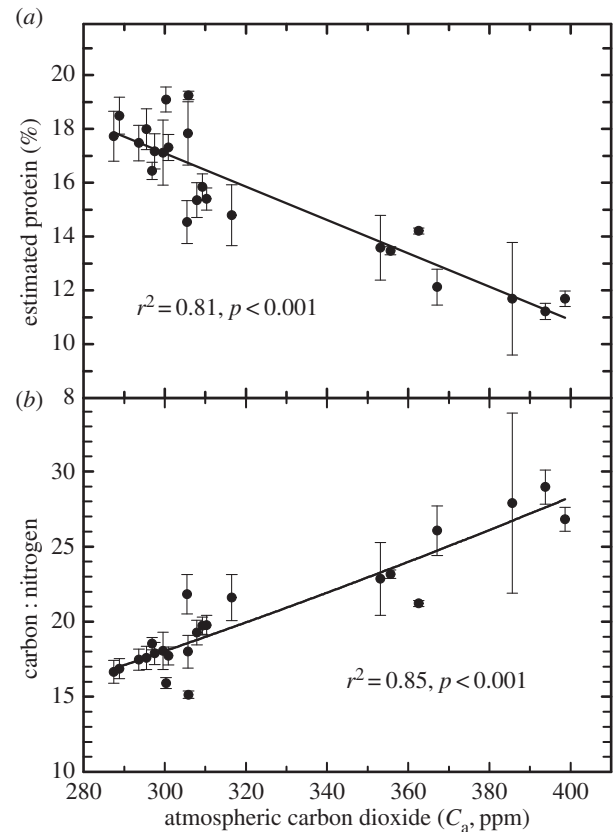 (a)
20
18
16
14
12
10
8
estimated protein (%)
r² = 0.81, p < 0.001
(b)
30
25
20
15
10
carbon : nitrogen
r² = 0.85, p < 0.001
280 300 320 340 360 380 400
atmospheric carbon dioxide (Ca, ppm)